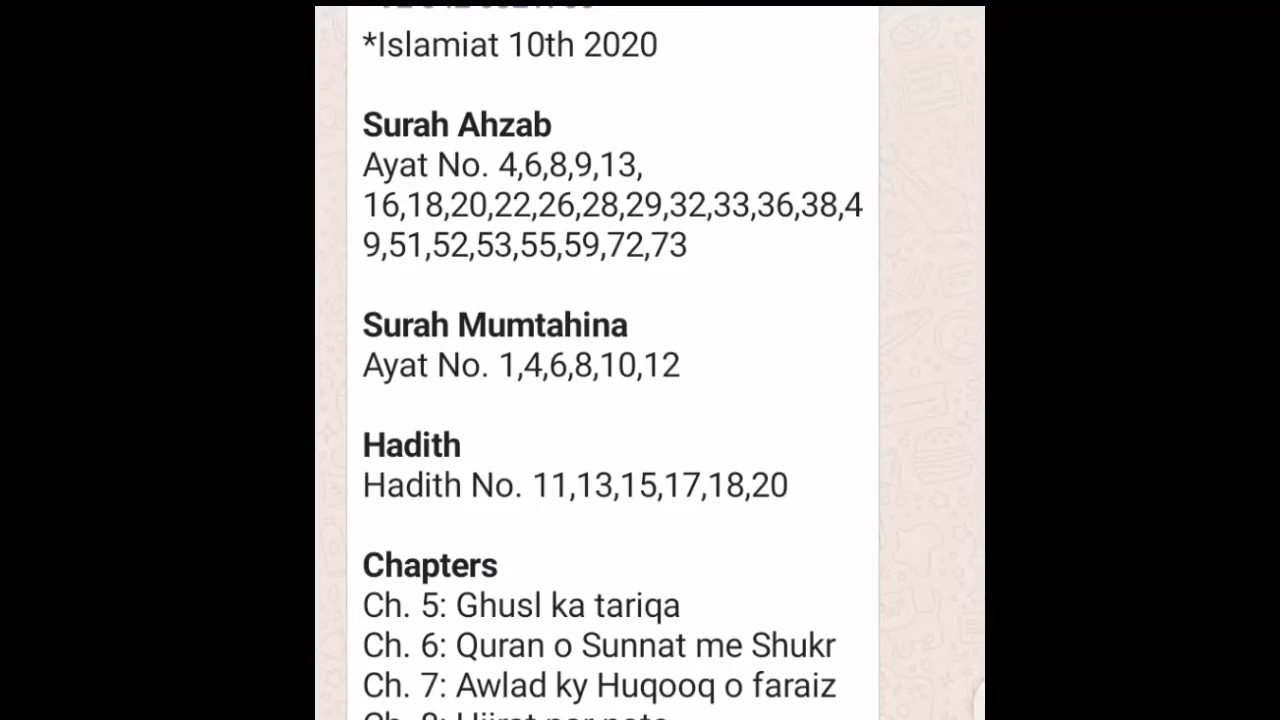 *Islamiat 10th 2020
Surah Ahzab
Ayat No. 4,6,8,9,13,
16,18,20,22,26,28,29,32,33,36,38,4
9,51,52,53,55,59,72,73
Surah Mumtahina
Ayat No. 1,4,6,8,10,12
Hadith
Hadith No. 11,13,15,17,18,20
Chapters
Ch. 5: Ghusl ka tariqa
Ch. 6: Quran o Sunnat me Shukr
Ch. 7: Awlad ky Huqooq o faraiz